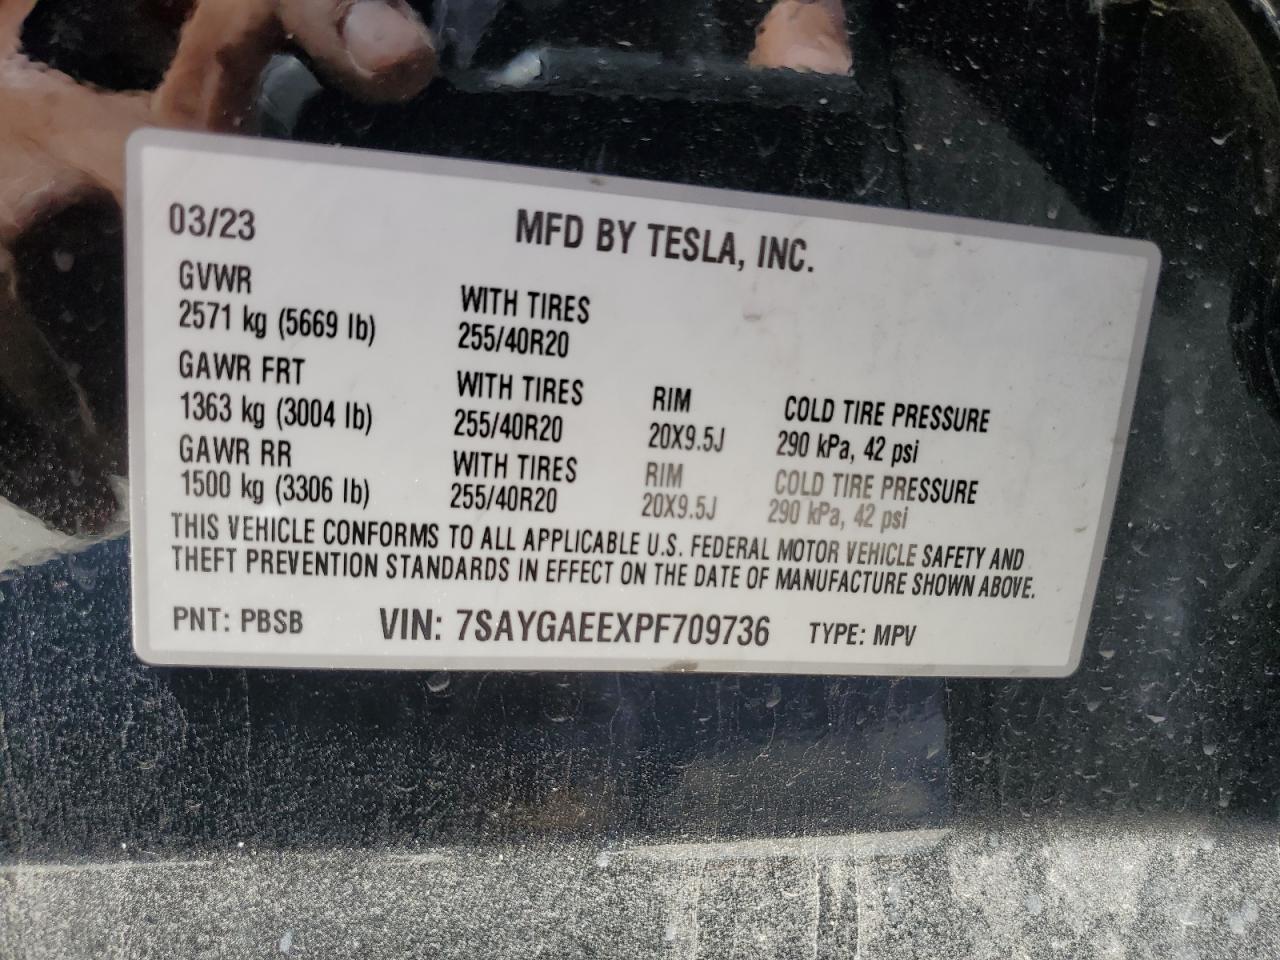 03/23 MFD BY TESLA, INC.
GVWR
2571 kg (5669 lb)
WITH TIRES
255/40R20
GAWR FRT
1363 kg (3004 lb)
WITH TIRES
255/40R20
RIM
20X9.5J
COLD TIRE PRESSURE
290 kPa, 42 psi
GAWR RR
1500 kg (3306 lb)
WITH TIRES
255/40R20
RIM
20X9.5J
COLD TIRE PRESSURE
290 kPa, 42 psi
THIS VEHICLE CONFORMS TO ALL APPLICABLE U.S. FEDERAL MOTOR VEHICLE SAFETY AND
THEFT PREVENTION STANDARDS IN EFFECT ON THE DATE OF MANUFACTURE SHOWN ABOVE.
PNT: PBSB VIN: 7SAYGAEEXPF709736 TYPE: MPV